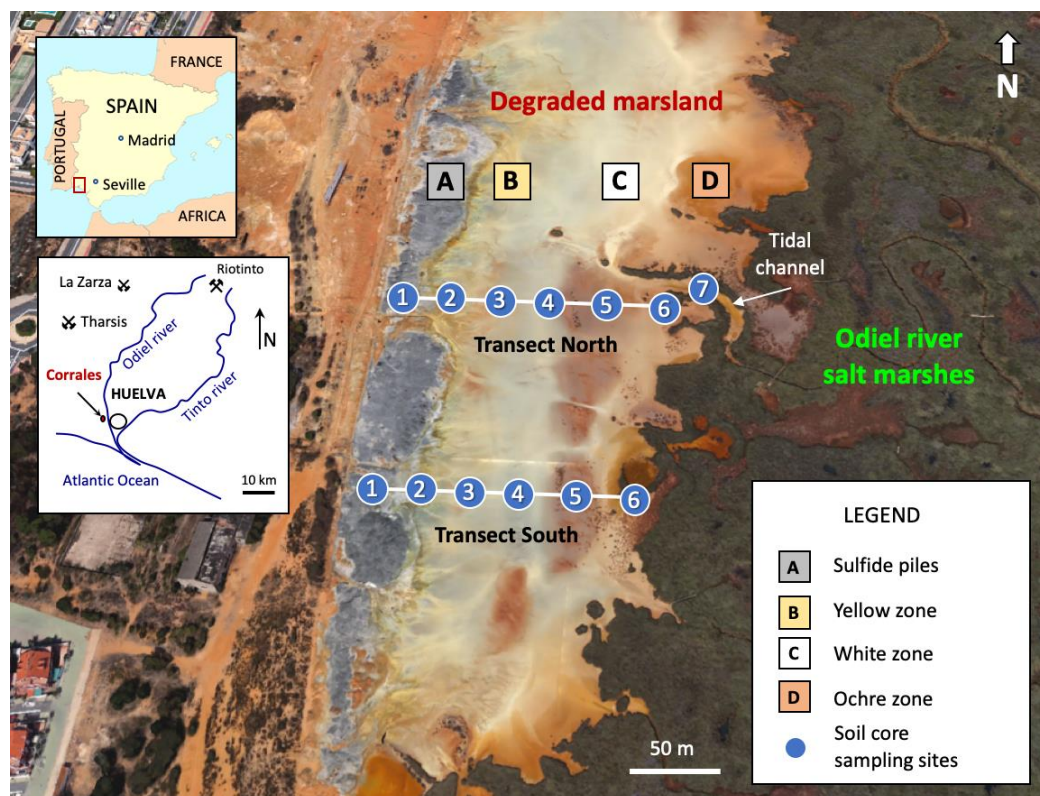 FRANCE
SPAIN
PORTUGAL
Madrid
Seville
AFRICA
Degraded marsland
N
A
B
C
D
Tidal
channel
La Zarza
Riotinto
Tharsis
N
Odiel river
Corrales
HUELVA
Tinto river
Atlantic Ocean
10 km
1 2 3 4 5 6 7
Transect North
Odiel river
salt marshes
1 2 3 4 5 6
Transect South
LEGEND
A Sulfide piles
B Yellow zone
C White zone
D Ochre zone
Soil core
sampling sites
50 m